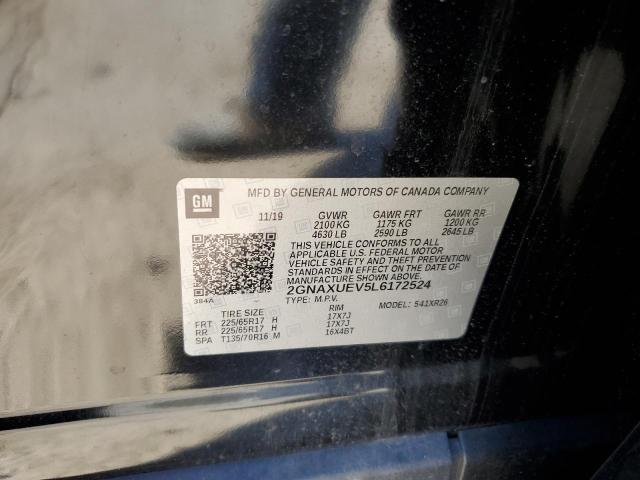 GM
MFD BY GENERAL MOTORS OF CANADA COMPANY
11/19 GVWR GAWR FRT GAWR RR
2100 KG 1175 KG 1200 KG
4630 LB 2590 LB 2645 LB
THIS VEHICLE CONFORMS TO ALL
APPLICABLE U.S. FEDERAL MOTOR
VEHICLE SAFETY THEFT PREVENTION
STANDARDS IN EFFECT ON THE DATE OF
MANUFACTURE SHOWN ABOVE.
384A 2GNAXUEV5L6172524
TYPE: M.P.V. MODEL: 541XR26
TIRE SIZE RIM
FRT 225/65R17 H 17X7J
RR 225/65R17 H 17X7J
SPA T135/70R16 M 16X4BT